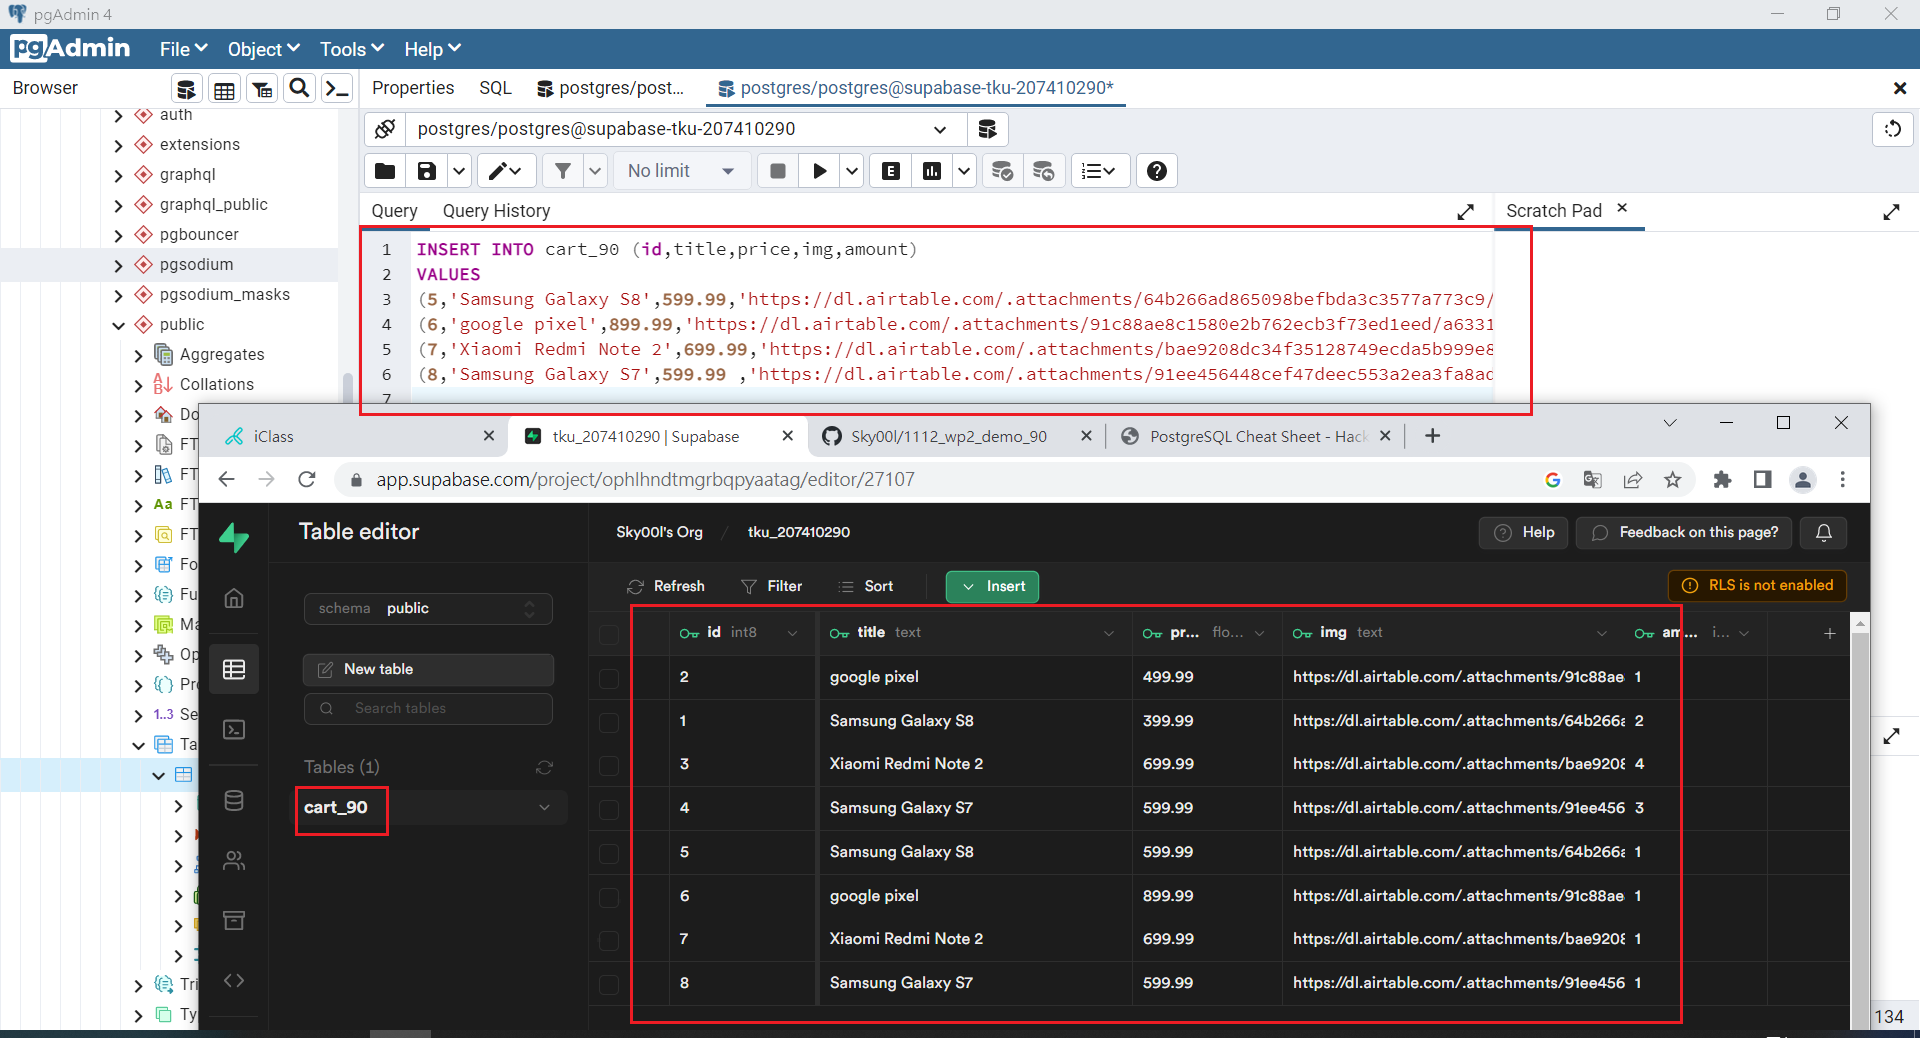 pgAdmin 4
pgAdmin File Object Tools Help
Browser Properties SQL postgres/post... postgres/postgres@supabase-tku-207410290*
postgres/postgres@supabase-tku-207410290
No limit
Query Query History Scratch Pad
auth
extensions
graphql
graphql_public
pgbouncer
pgsodium
pgsodium_masks
public
Aggregates
Collations
Do
FT
FT
FT
FT
Fo
Fu
Ma
Op
Pr
1..3 Se
Ta
Tri
Ty
1 INSERT INTO cart_90 (id,title,price,img,amount)
2 VALUES
3 (5,'Samsung Galaxy S8',599.99,'https://dl.airtable.com/.attachments/64b266ad865098befbda3c3577a773c9/
4 (6,'google pixel',899.99,'https://dl.airtable.com/.attachments/91c88ae8c1580e2b762ecb3f73ed1eed/a6331
5 (7,'Xiaomi Redmi Note 2',699.99,'https://dl.airtable.com/.attachments/bae9208dc34f35128749ecda5b999e8
6 (8,'Samsung Galaxy S7',599.99 ,'https://dl.airtable.com/.attachments/91ee456448cef47deec553a2ea3fa8ad
7
iClass tku_207410290 | Supabase Sky00l/1112_wp2_demo_90 PostgreSQL Cheat Sheet - Hack
app.supabase.com/project/ophlhndtmgrbqpyaatag/editor/27107
Table editor Sky00l's Org / tku_207410290 Help Feedback on this page?
Refresh Filter Sort Insert RLS is not enabled
schema public
New table
Search tables
Tables (1)
cart_90
id int8 title text pr... flo... img text am... i...
2 google pixel 499.99 https://dl.airtable.com/.attachments/91c88ae 1
1 Samsung Galaxy S8 399.99 https://dl.airtable.com/.attachments/64b266a 2
3 Xiaomi Redmi Note 2 699.99 https://dl.airtable.com/.attachments/bae9208 4
4 Samsung Galaxy S7 599.99 https://dl.airtable.com/.attachments/91ee456 3
5 Samsung Galaxy S8 599.99 https://dl.airtable.com/.attachments/64b266a 1
6 google pixel 899.99 https://dl.airtable.com/.attachments/91c88ae 1
7 Xiaomi Redmi Note 2 699.99 https://dl.airtable.com/.attachments/bae9208 1
8 Samsung Galaxy S7 599.99 https://dl.airtable.com/.attachments/91ee456 1
134